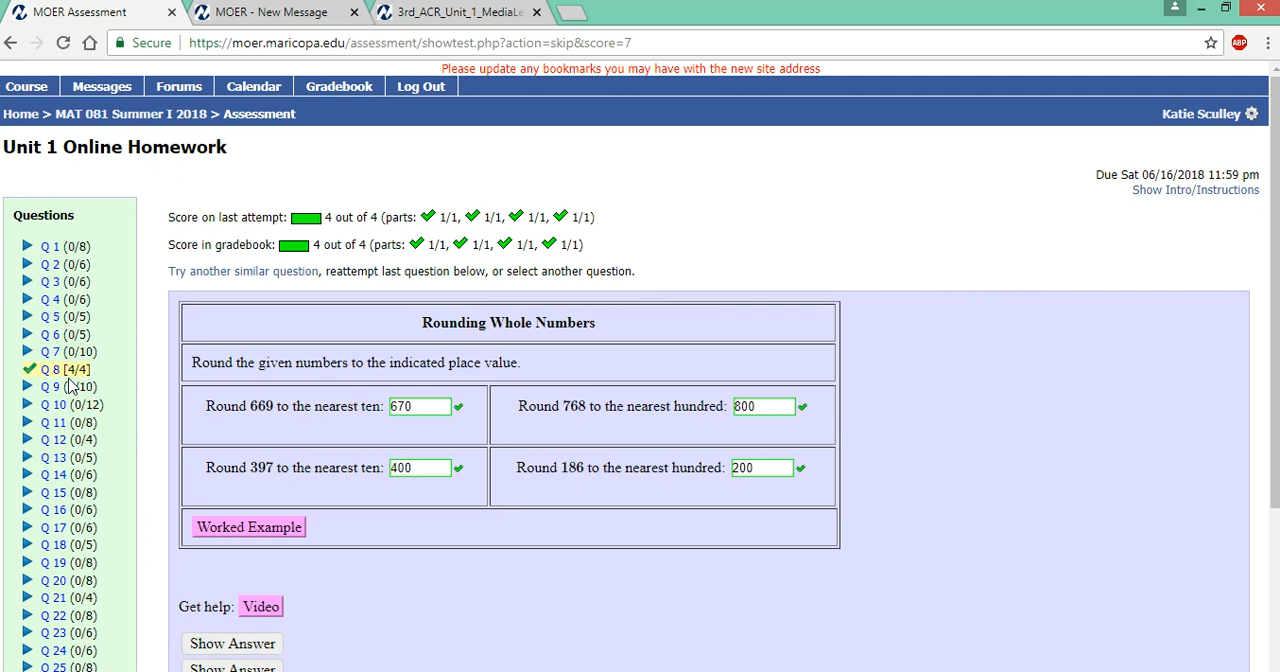 MOER Assessment
MOER - New Message
3rd_ACR_Unit_1_MediaLe
Secure https://moer.maricopa.edu/assessment/showtest.php?action=skip&score=7
ABP
Please update any bookmarks you may have with the new site address
Course Messages Forums Calendar Gradebook Log Out
Home > MAT 081 Summer I 2018 > Assessment
Katie Sculley
Unit 1 Online Homework
Due Sat 06/16/2018 11:59 pm
Show Intro/Instructions
Questions
Q 1 (0/8)
Q 2 (0/6)
Q 3 (0/6)
Q 4 (0/6)
Q 5 (0/5)
Q 6 (0/5)
Q 7 (0/10)
Q 8 [4/4]
Q 9 ( /10)
Q 10 (0/12)
Q 11 (0/8)
Q 12 (0/4)
Q 13 (0/5)
Q 14 (0/6)
Q 15 (0/8)
Q 16 (0/6)
Q 17 (0/6)
Q 18 (0/5)
Q 19 (0/8)
Q 20 (0/8)
Q 21 (0/4)
Q 22 (0/8)
Q 23 (0/6)
Q 24 (0/6)
Q 25 (0/8)
Score on last attempt: 4 out of 4 (parts: 1/1, 1/1, 1/1, 1/1)
Score in gradebook: 4 out of 4 (parts: 1/1, 1/1, 1/1, 1/1)
Try another similar question, reattempt last question below, or select another question.
Rounding Whole Numbers
Round the given numbers to the indicated place value.
Round 669 to the nearest ten: 670
Round 768 to the nearest hundred: 800
Round 397 to the nearest ten: 400
Round 186 to the nearest hundred: 200
Worked Example
Get help: Video
Show Answer
Show Answer